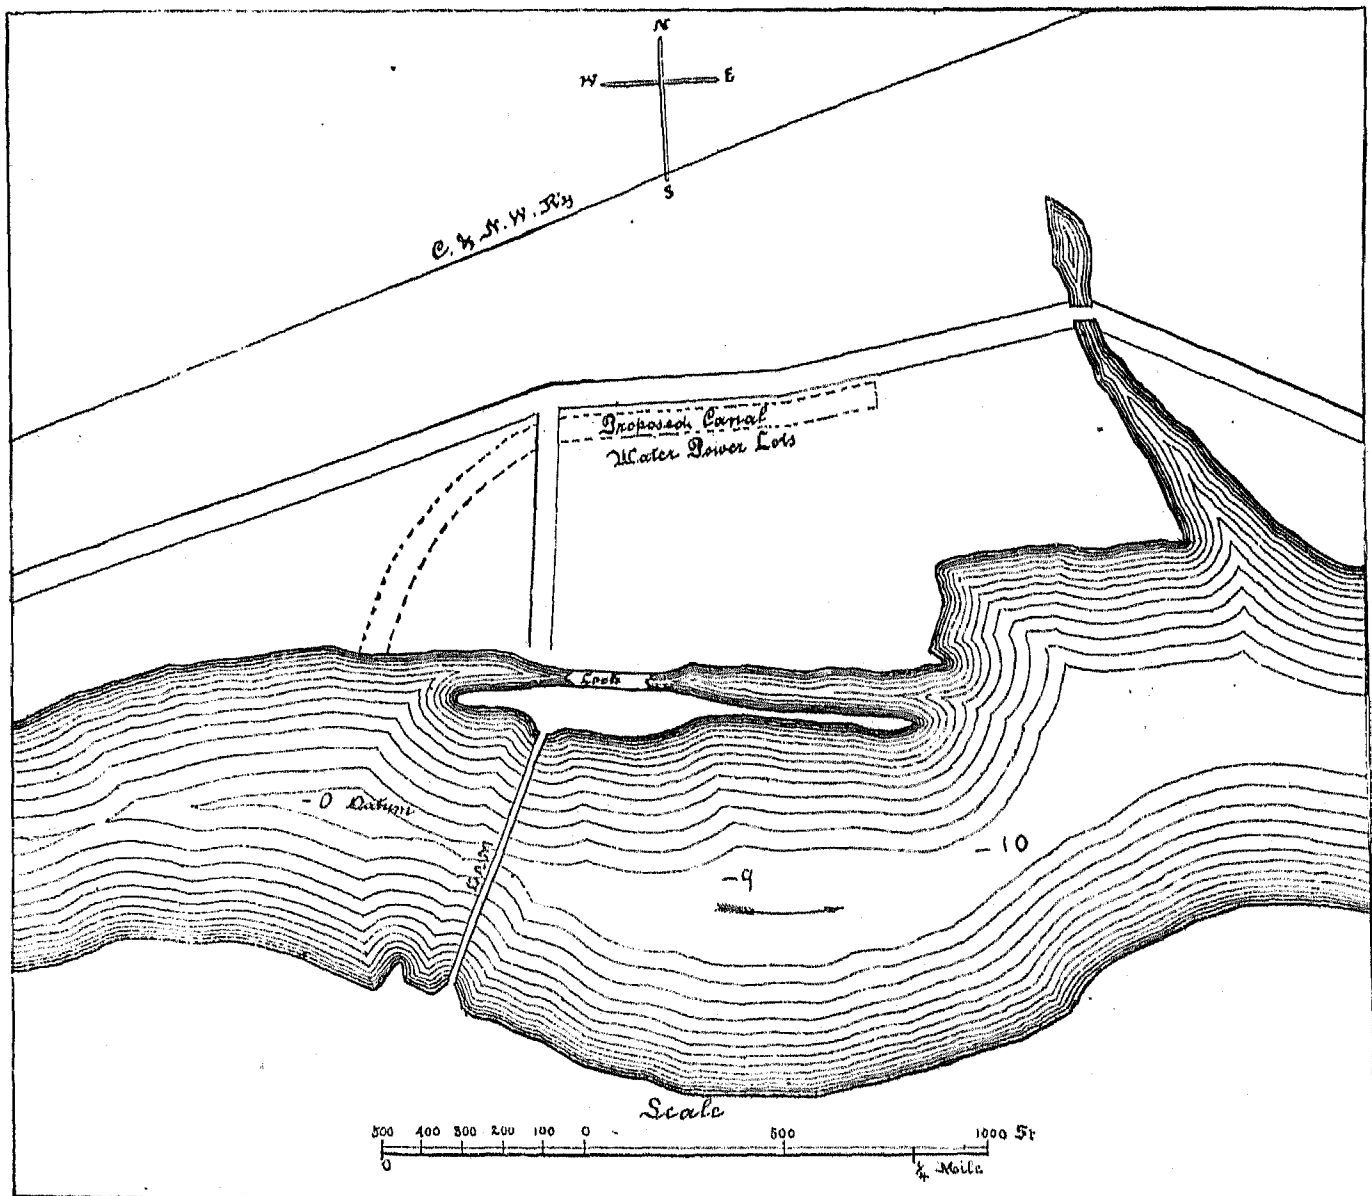 N
W E
S
C. & N. W. R'y
Proposed Canal
Water Power Lots
Lock
- 0 Datum
- 10
- 9
Scale
500 400 300 200 100 0 500 1000 Ft
0 ¼ Mile